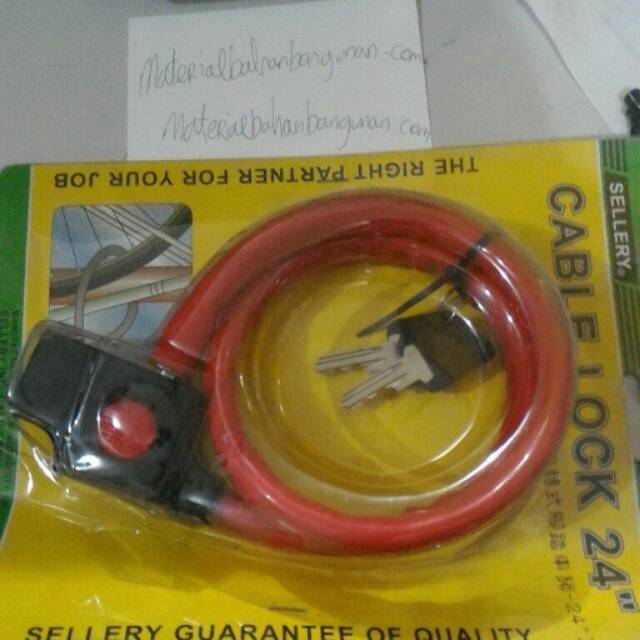 Materialbahanbangunan.com
Materialbahanbangunan.com
THE RIGHT PARTNER FOR YOUR JOB
SELLERY
CABLE LOCK 24"
SELLERY GUARANTEE OF QUALITY